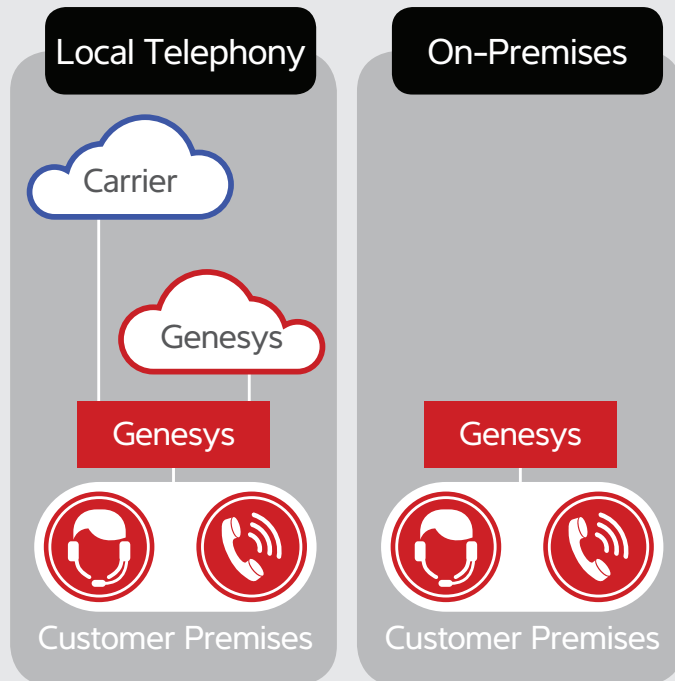 Local Telephony
Carrier
Genesys
Genesys
Customer Premises
On-Premises
Genesys
Customer Premises